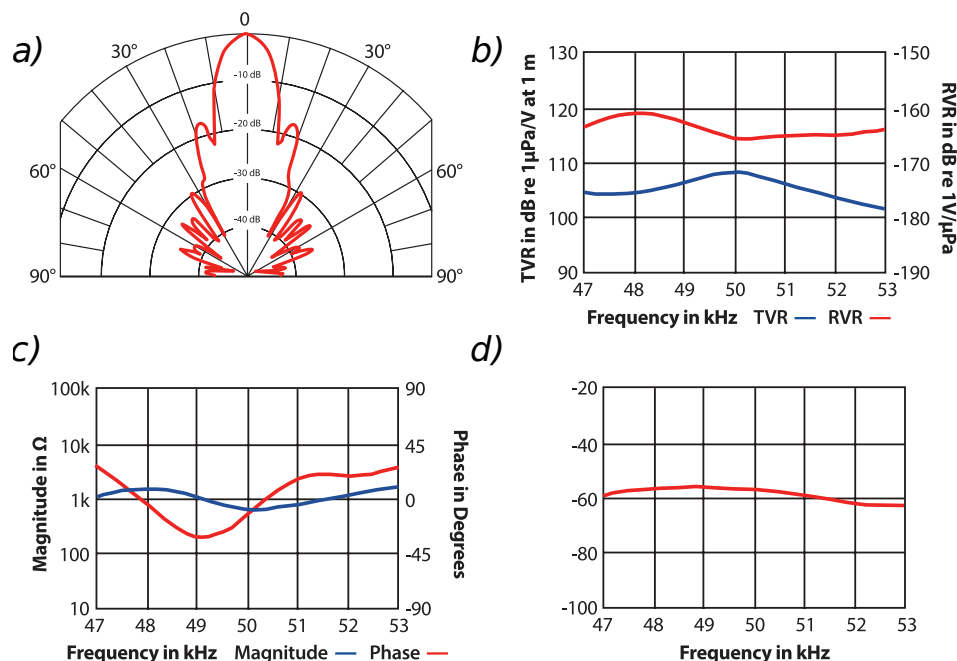 a)
0
30°
30°
-10 dB
-20 dB
-30 dB
-40 dB
60°
60°
90°
90°
b)
TVR in dB re 1µPa/V at 1 m
130
120
110
100
90
-150
-160
-170
-180
-190
RVR in dB re 1V/µPa
47 48 49 50 51 52 53
Frequency in kHz TVR RVR
c)
Magnitude in Ω
100k
10k
1k
100
10
90
45
0
-45
-90
Phase in Degrees
47 48 49 50 51 52 53
Frequency in kHz Magnitude Phase
d)
-20
-40
-60
-80
-100
47 48 49 50 51 52 53
Frequency in kHz